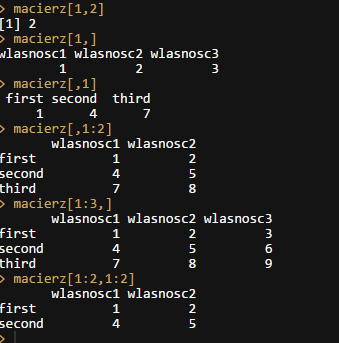 > macierz[1,2]
[1] 2
> macierz[1,]
wlasnosc1 wlasnosc2 wlasnosc3
        1         2         3
> macierz[,1]
 first second  third
     1      4      7
> macierz[,1:2]
       wlasnosc1 wlasnosc2
first          1         2
second         4         5
third          7         8
> macierz[1:3,]
       wlasnosc1 wlasnosc2 wlasnosc3
first          1         2         3
second         4         5         6
third          7         8         9
> macierz[1:2,1:2]
       wlasnosc1 wlasnosc2
first          1         2
second         4         5
>